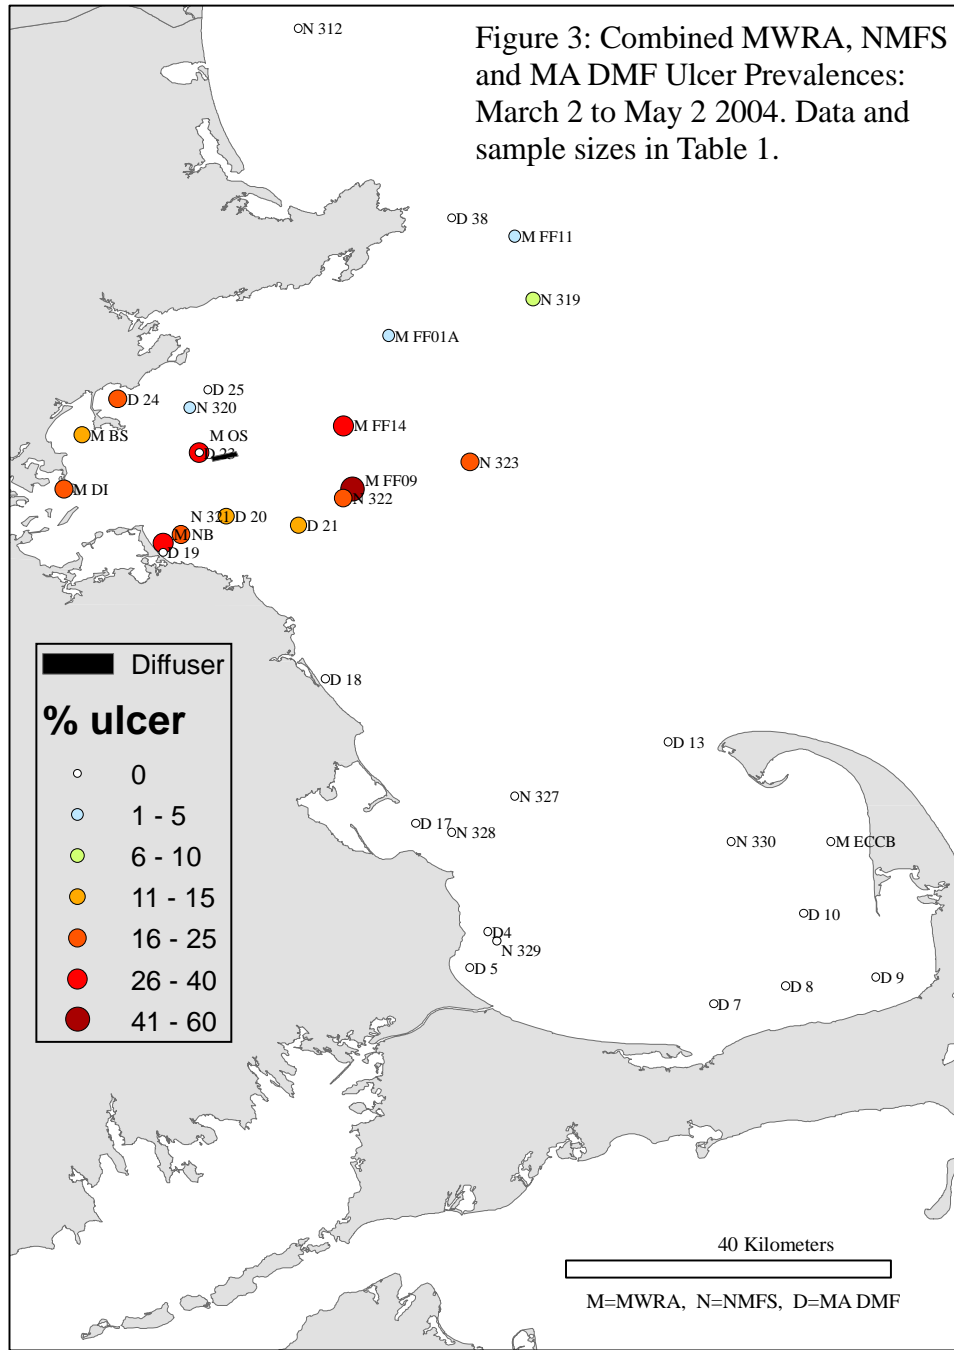 N 312
Figure 3: Combined MWRA, NMFS
and MA DMF Ulcer Prevalences:
March 2 to May 2 2004. Data and
sample sizes in Table 1.
D 38
M FF11
N 319
M FF01A
D 25
D 24
N 320
M FF14
M BS
M OS
D 23
N 323
M DI
M FF09
N 322
N 321
D 20
D 21
M NB
D 19
D 18
Diffuser
% ulcer
0
1 - 5
6 - 10
11 - 15
16 - 25
26 - 40
41 - 60
D 13
N 327
D 17
N 328
N 330
M ECCB
D 10
D4
N 329
D 5
D 9
D 8
D 7
40 Kilometers
M=MWRA, N=NMFS, D=MA DMF